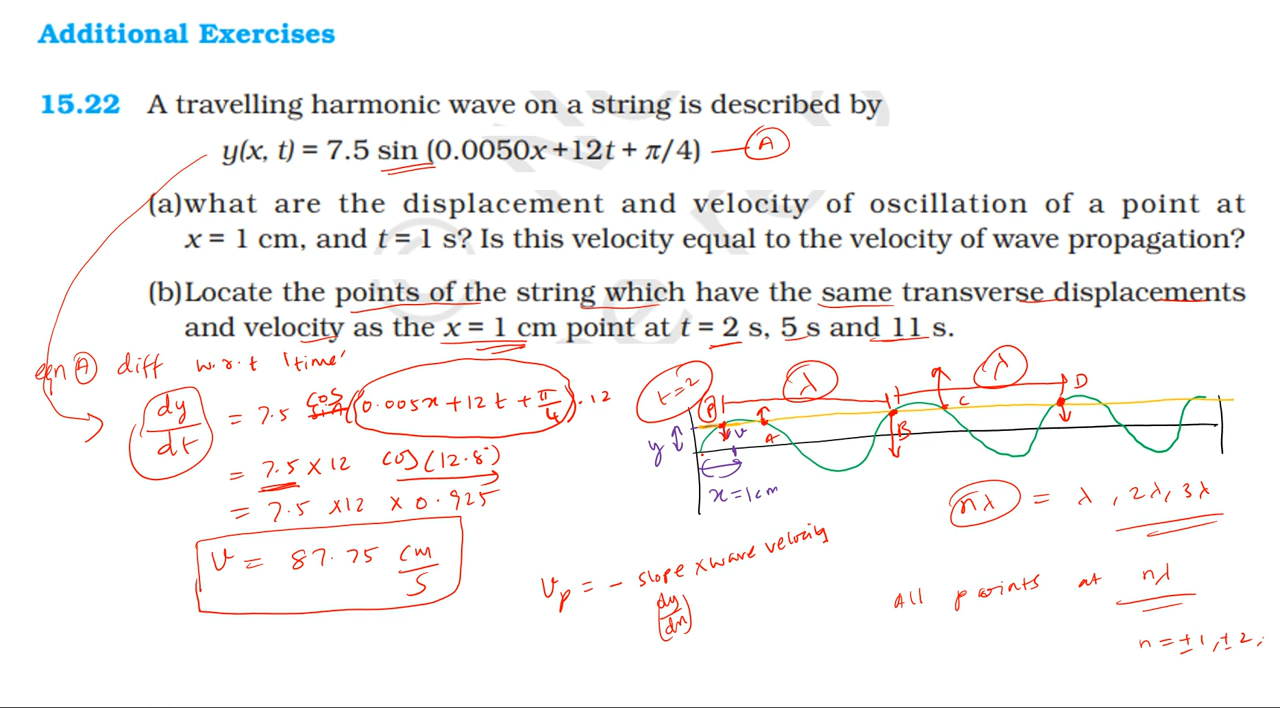 Additional Exercises
15.22 A travelling harmonic wave on a string is described by
y(x, t) = 7.5 sin (0.0050x +12t + π/4) — A
(a)what are the displacement and velocity of oscillation of a point at
x = 1 cm, and t = 1 s? Is this velocity equal to the velocity of wave propagation?
(b)Locate the points of the string which have the same transverse displacements
and velocity as the x = 1 cm point at t = 2 s, 5 s and 11 s.
eqn A diff w.r.t 'time'
dy/dt = 7.5 cos (0.005x + 12t + π/4) . 12
= 7.5 × 12 cos (12.8°)
= 7.5 × 12 × 0.925
v = 87.75 cm/s
t = 2
λ
λ
P
A
B
C
D
y
v
x = 1cm
nλ = λ, 2λ, 3λ
Vp = - slope × wave velocity
(dy/dx)
All points at nλ
n = ±1, ±2,